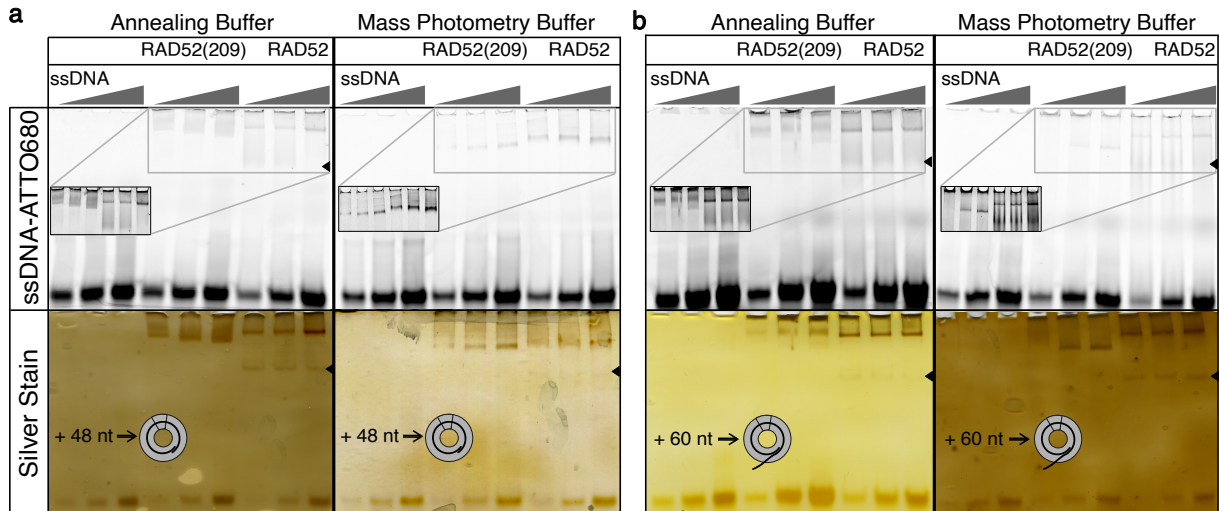 a
Annealing Buffer
Mass Photometry Buffer
RAD52(209) RAD52
RAD52(209) RAD52
ssDNA
ssDNA
ssDNA-ATTO680
Silver Stain
+ 48 nt
+ 48 nt
b
Annealing Buffer
Mass Photometry Buffer
RAD52(209) RAD52
RAD52(209) RAD52
ssDNA
ssDNA
+ 60 nt
+ 60 nt